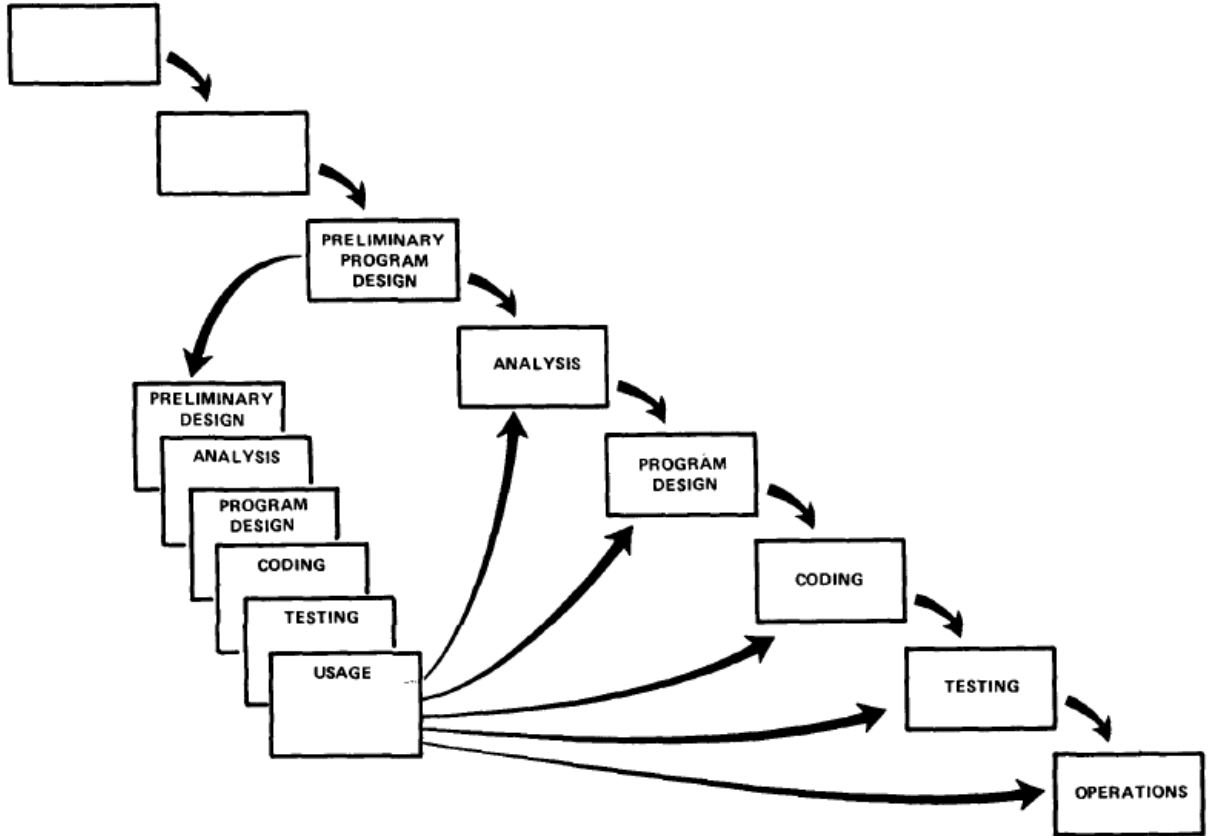 PRELIMINARY
PROGRAM
DESIGN
ANALYSIS
PROGRAM
DESIGN
CODING
TESTING
OPERATIONS
PRELIMINARY
DESIGN
ANALYSIS
PROGRAM
DESIGN
CODING
TESTING
USAGE